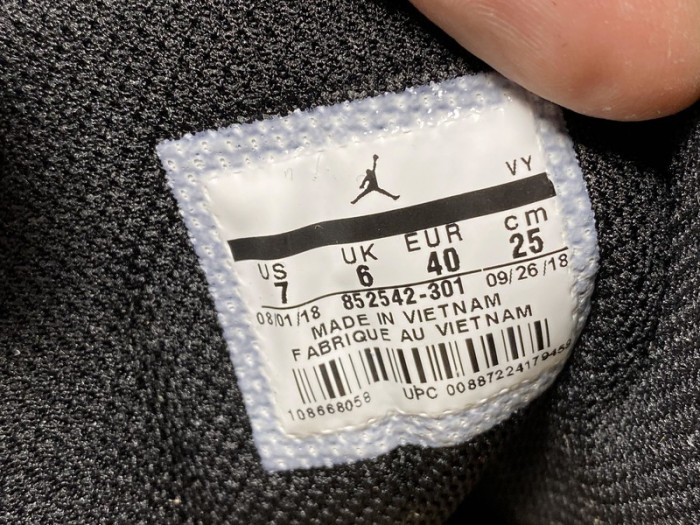 VY
US UK EUR cm
7 6 40 25
08/01/18 852542-301 09/26/18
MADE IN VIETNAM
FABRIQUE AU VIETNAM
108668058 UPC 00887224179458